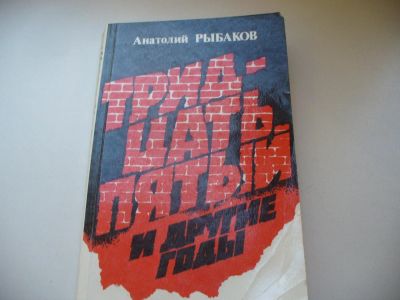 Анатолий РЫБАКОВ
ТРИД-
ЦАТЬ-
ПЯТЫЙ
И ДРУГИЕ
ГОДЫ